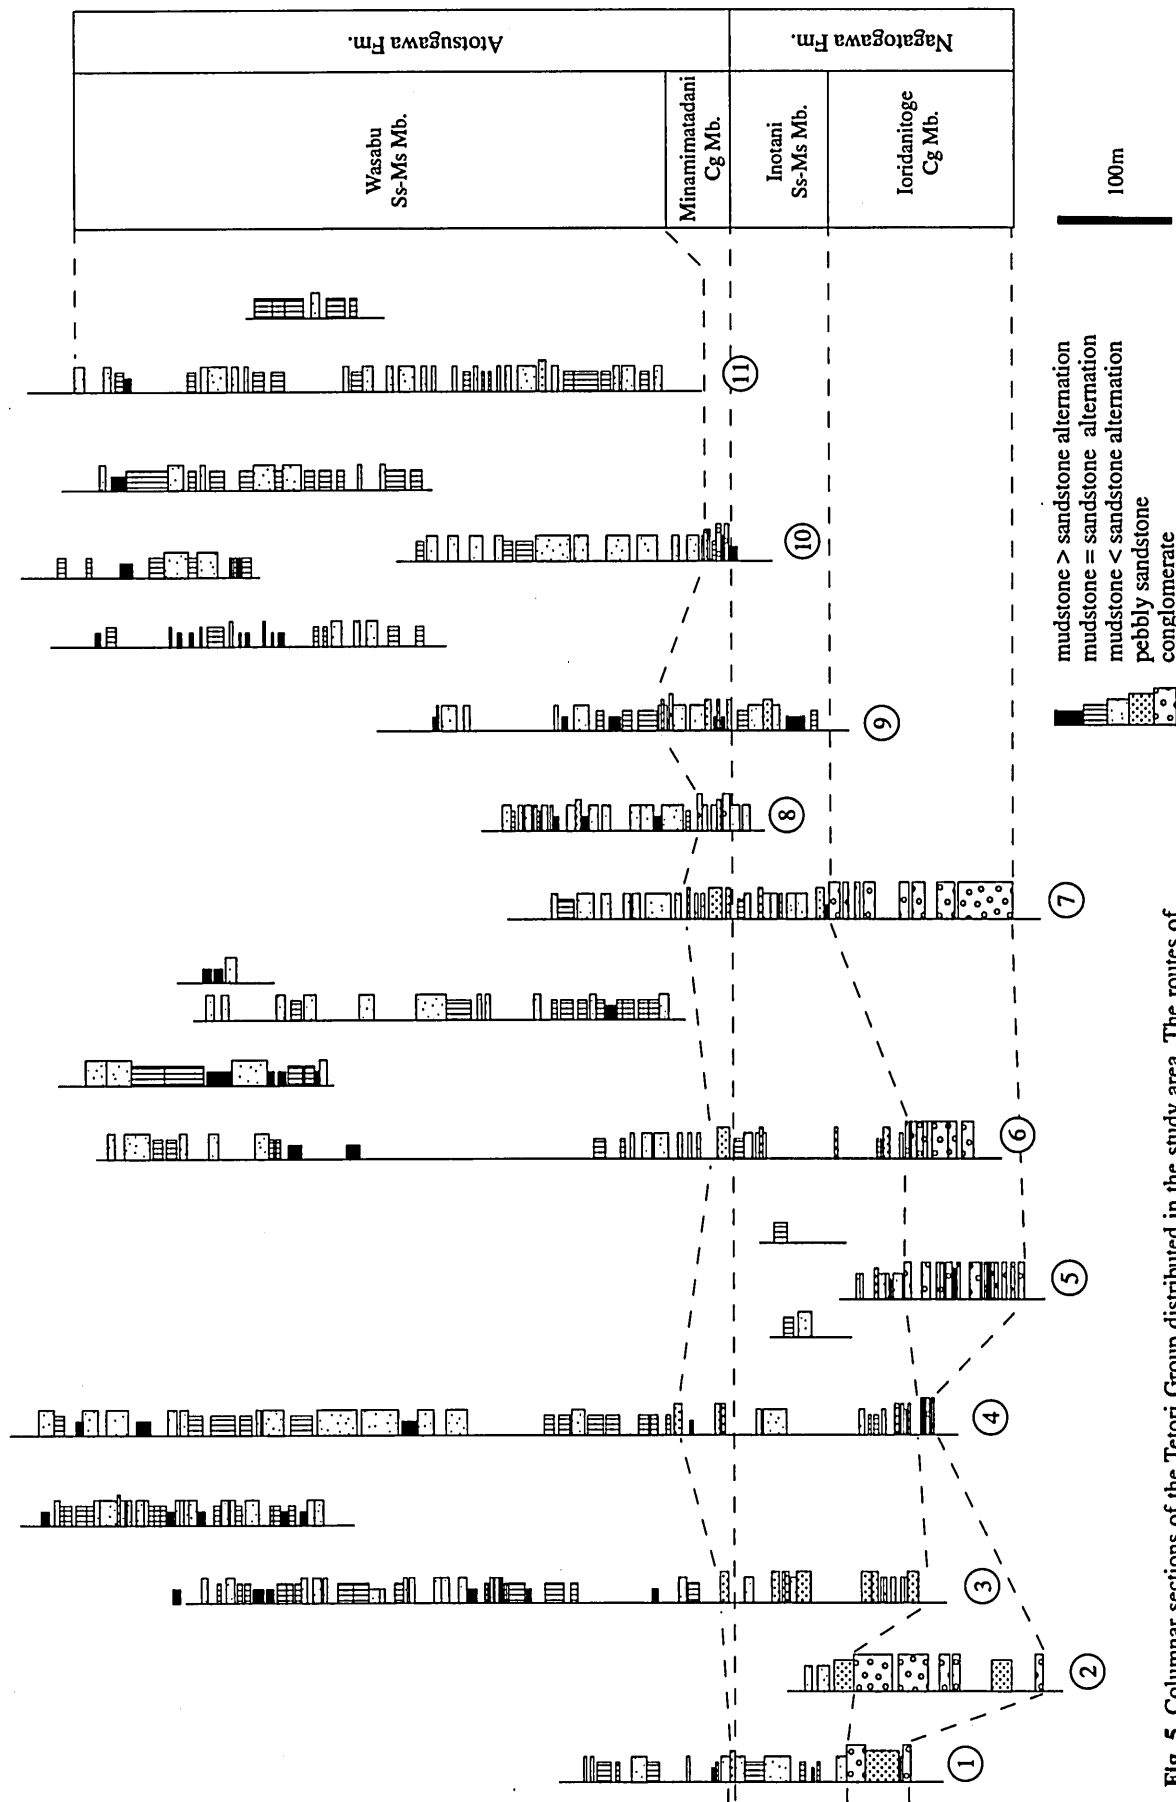 Atotsugawa Fm.
Nagatogawa Fm.
Wasabu
Ss-Ms Mb.
Minamimatadani
Cg Mb.
Inotani
Ss-Ms Mb.
Ioridanitoge
Cg Mb.
1
2
3
4
5
6
7
8
9
10
11
100m
mudstone > sandstone alternation
mudstone = sandstone alternation
mudstone < sandstone alternation
pebbly sandstone
conglomerate
Fig. 5 Columnar sections of the Tetori Group distributed in the study area. The routes of